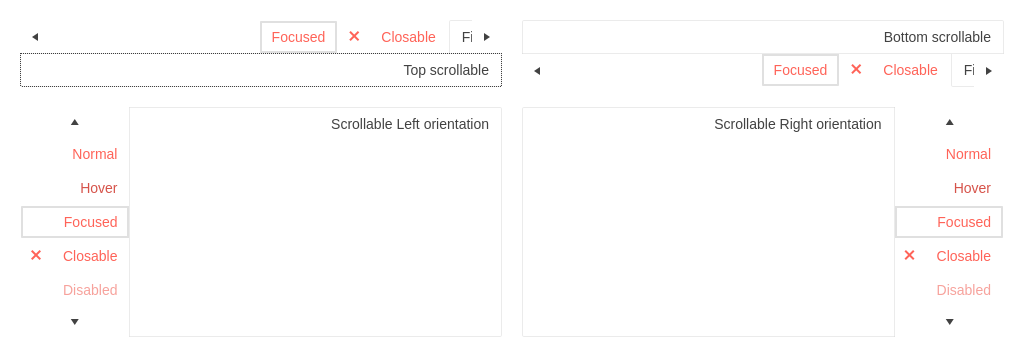 Focused ✕ Closable Fi
Top scrollable
Bottom scrollable
Focused ✕ Closable Fi
Scrollable Left orientation
Normal
Hover
Focused
✕ Closable
Disabled
Scrollable Right orientation
Normal
Hover
Focused
✕ Closable
Disabled